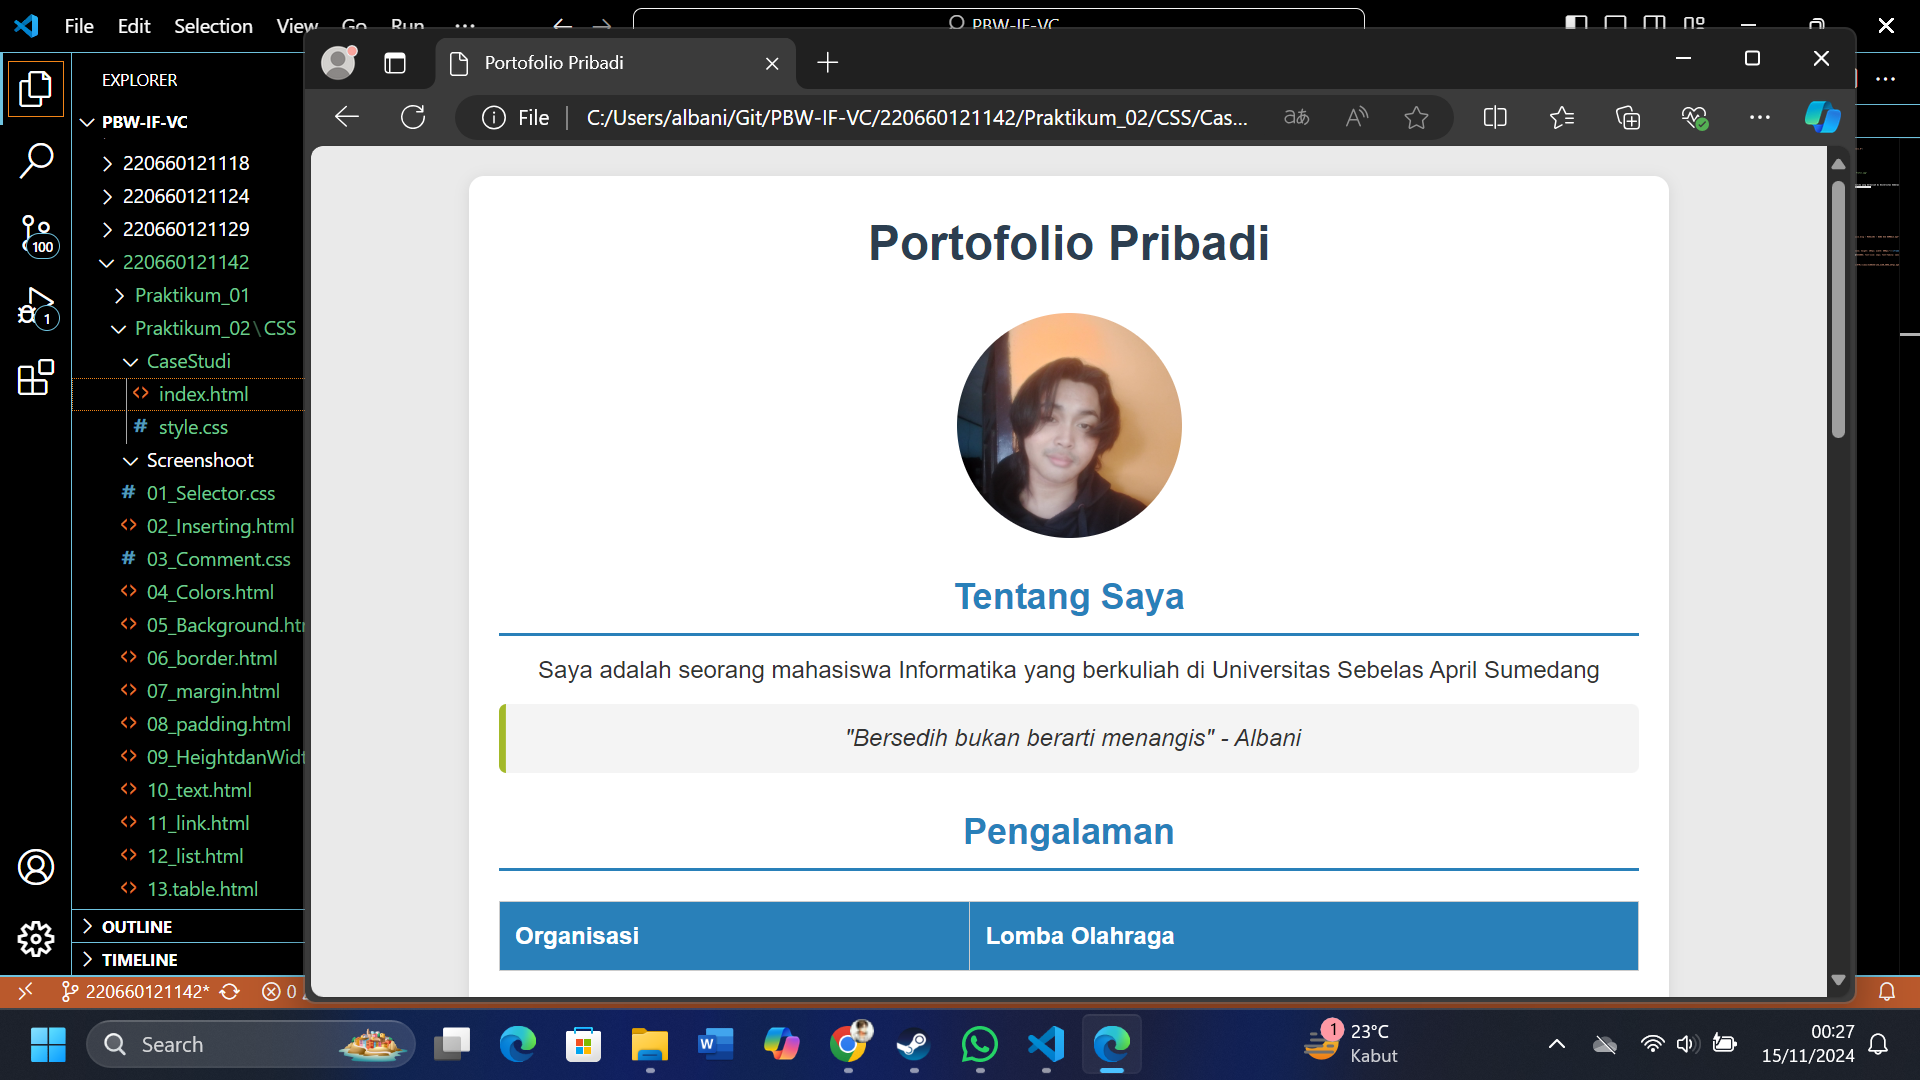 File Edit Selection View Go Run ···
PBW-IF-VC
EXPLORER
PBW-IF-VC
220660121118
220660121124
220660121129
220660121142
Praktikum_01
Praktikum_02\CSS
CaseStudi
index.html
style.css
Screenshoot
01_Selector.css
02_Inserting.html
03_Comment.css
04_Colors.html
05_Background.htm
06_border.html
07_margin.html
08_padding.html
09_HeightdanWidt
10_text.html
11_link.html
12_list.html
13.table.html
OUTLINE
TIMELINE
100
1
220660121142*
0
Portofolio Pribadi
File
C:/Users/albani/Git/PBW-IF-VC/220660121142/Praktikum_02/CSS/Cas...
Portofolio Pribadi
Tentang Saya
Saya adalah seorang mahasiswa Informatika yang berkuliah di Universitas Sebelas April Sumedang
"Bersedih bukan berarti menangis" - Albani
Pengalaman
Organisasi Lomba Olahraga
Search
1
23°C
Kabut
00:27
15/11/2024